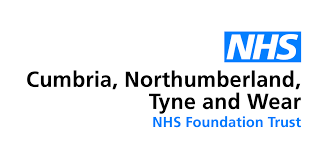 NHS
Cumbria, Northumberland,
Tyne and Wear
NHS Foundation Trust